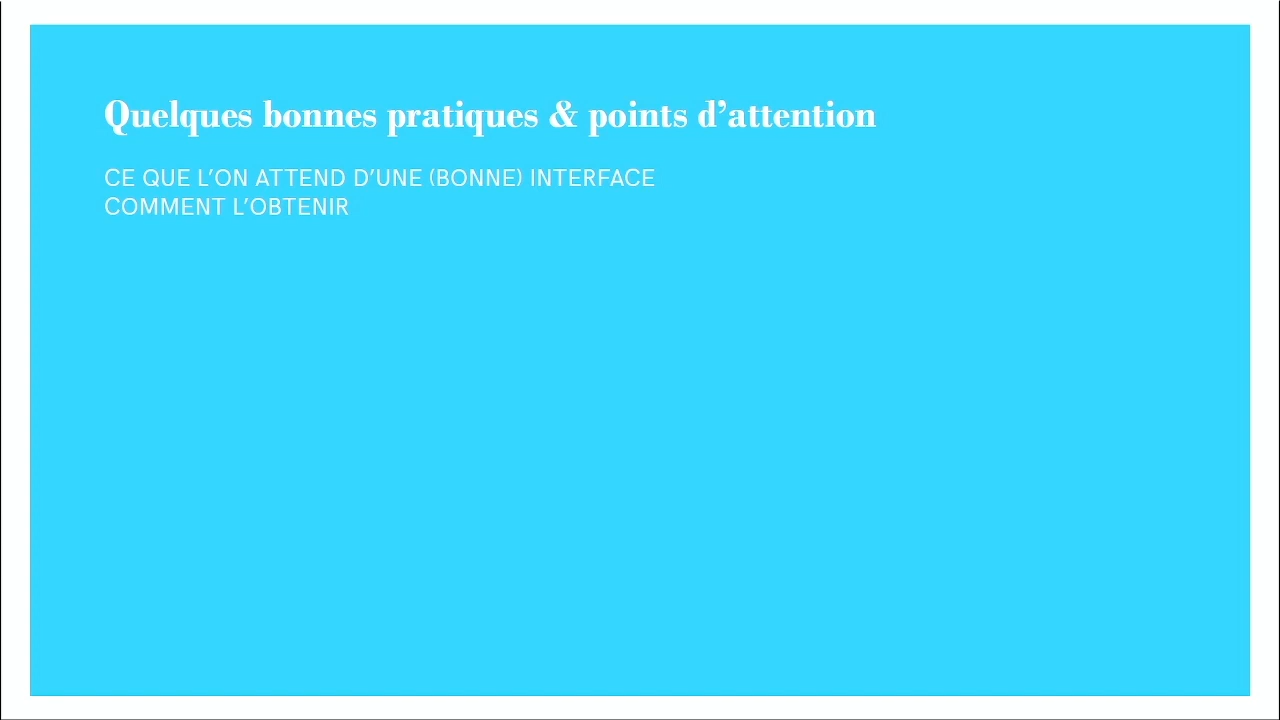 Quelques bonnes pratiques & points d’attention
CE QUE L’ON ATTEND D’UNE (BONNE) INTERFACE
COMMENT L’OBTENIR